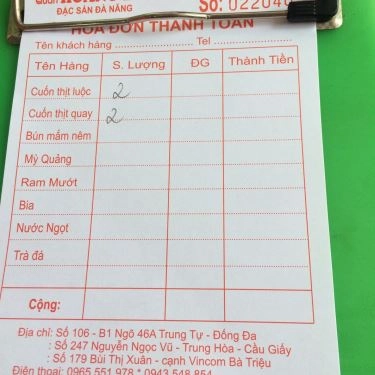 Quán
ĐẶC SẢN ĐÀ NẴNG
Số: 022040
HÓA ĐƠN THANH TOÁN
Tên khách hàng ........................ Tel ........................
Tên Hàng S. Lượng ĐG Thành Tiền
Cuốn thịt luộc 2
Cuốn thịt quay 2
Bún mắm nêm
Mỳ Quảng
Ram Mướt
Bia
Nước Ngọt
Trà đá
Cộng:
Địa chỉ: Số 106 - B1 Ngõ 46A Trung Tự - Đống Đa
: Số 247 Nguyễn Ngọc Vũ - Trung Hòa - Cầu Giấy
: Số 179 Bùi Thị Xuân - cạnh Vincom Bà Triệu
Điện thoại: 0965 551 978 * 0943 548 854